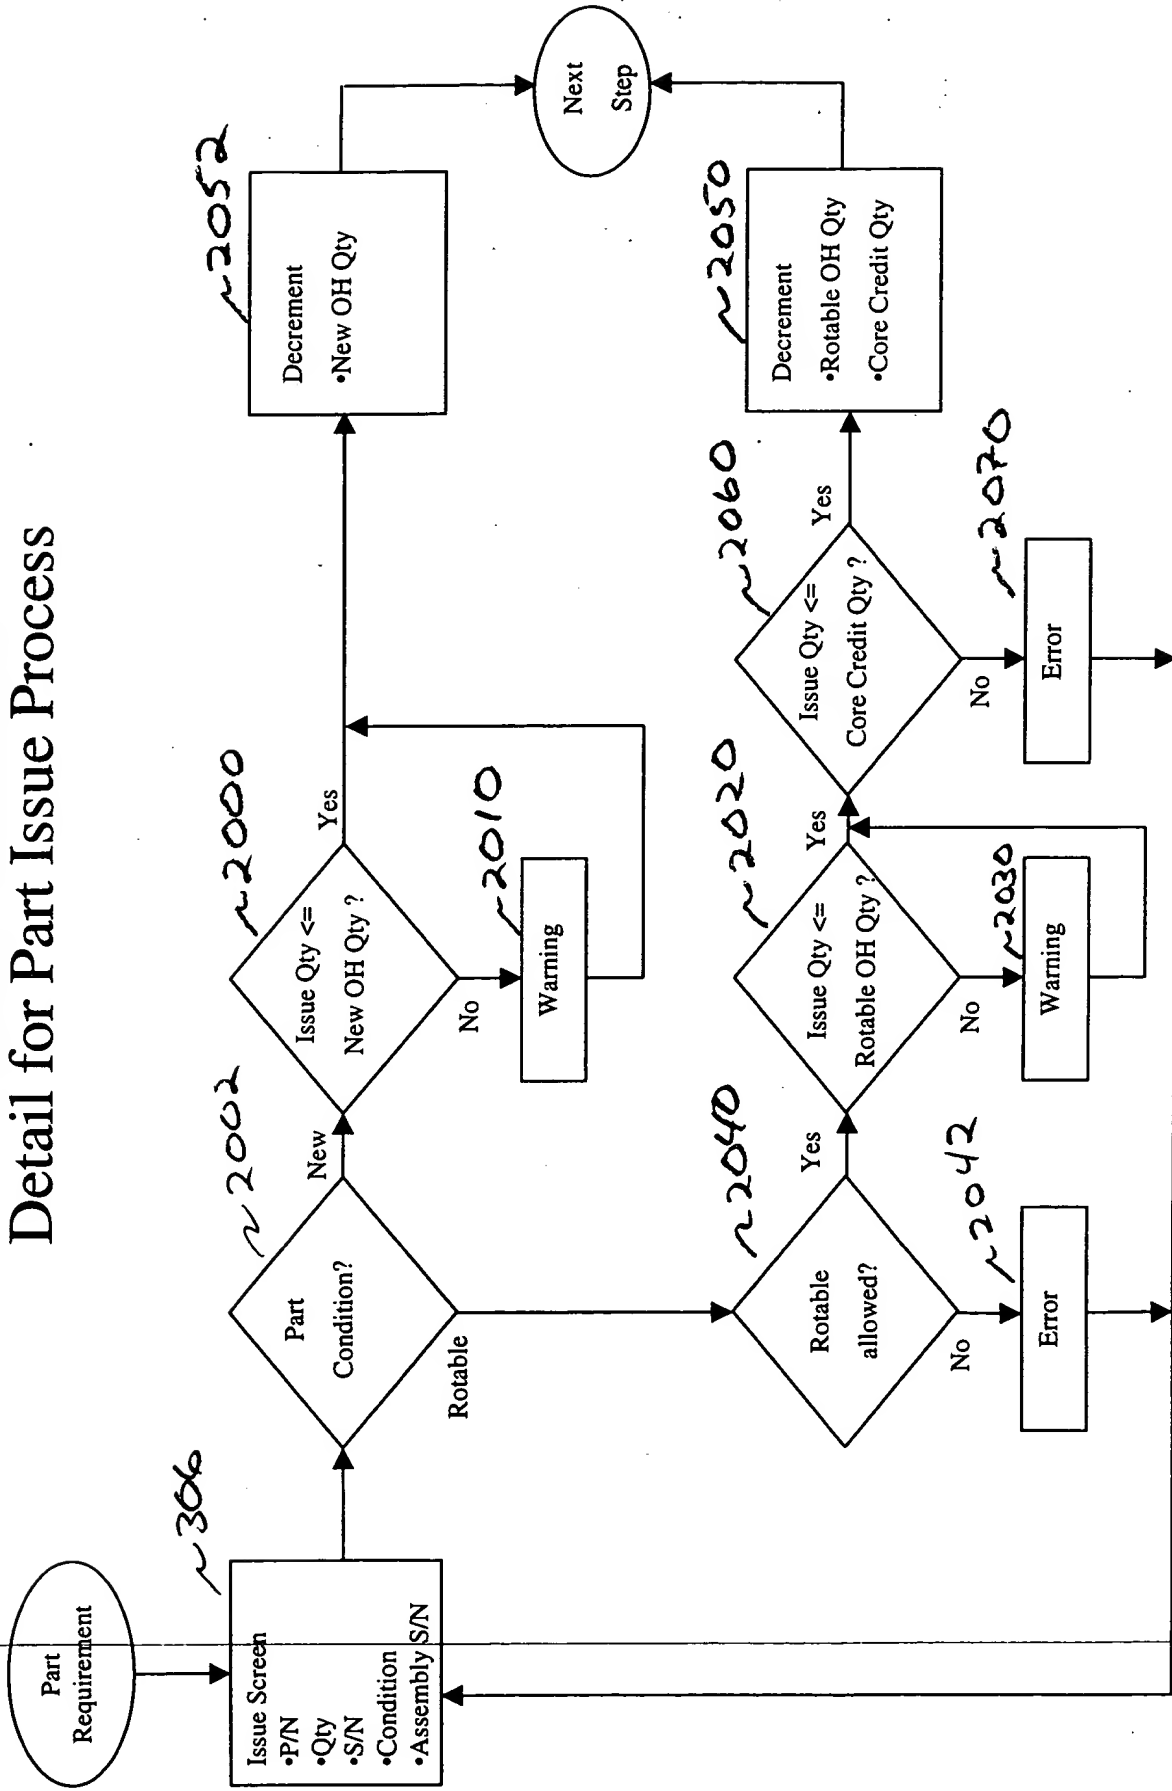 Detail for Part Issue Process
Part
Requirement
~306
Issue Screen
•P/N
•Qty
•S/N
•Condition
•Assembly S/N
~2002
Part
Condition?
New
Rotable
~2000
Issue Qty <=
New OH Qty ?
Yes
No
~2010
Warning
~2052
Decrement
•New OH Qty
Next
Step
~2040
Rotable
allowed?
Yes
No
~2042
Error
~2020
Issue Qty <=
Rotable OH Qty ?
Yes
No
~2030
Warning
~2060
Issue Qty <=
Core Credit Qty ?
Yes
No
~2070
Error
~2050
Decrement
•Rotable OH Qty
•Core Credit Qty